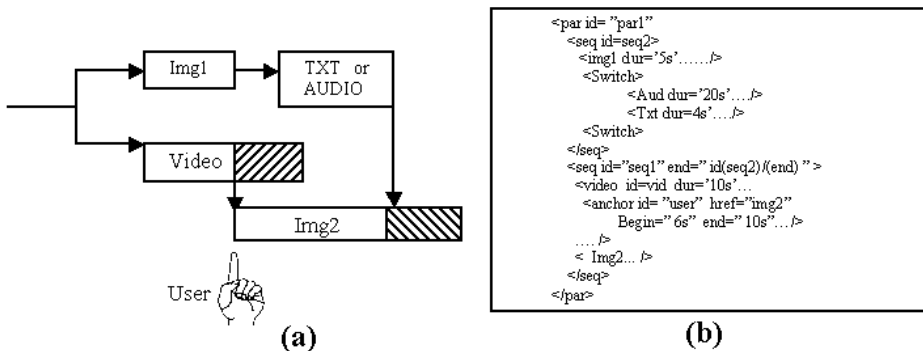 Img1
TXT or
AUDIO
Video
Img2
User
(a)
<par id= "par1"
<seq id=seq2>
<img1 dur='5s'....../>
<Switch>
<Aud dur='20s'..../>
<Txt dur=4s'..../>
<Switch>
</seq>
<seq id="seq1" end=" id(seq2)/(end) " >
<video id=vid dur='10s'...
<anchor id= "user" href="img2"
Begin=" 6s" end=" 10s"... />
.... />
< Img2... />
</seq>
</par>
(b)